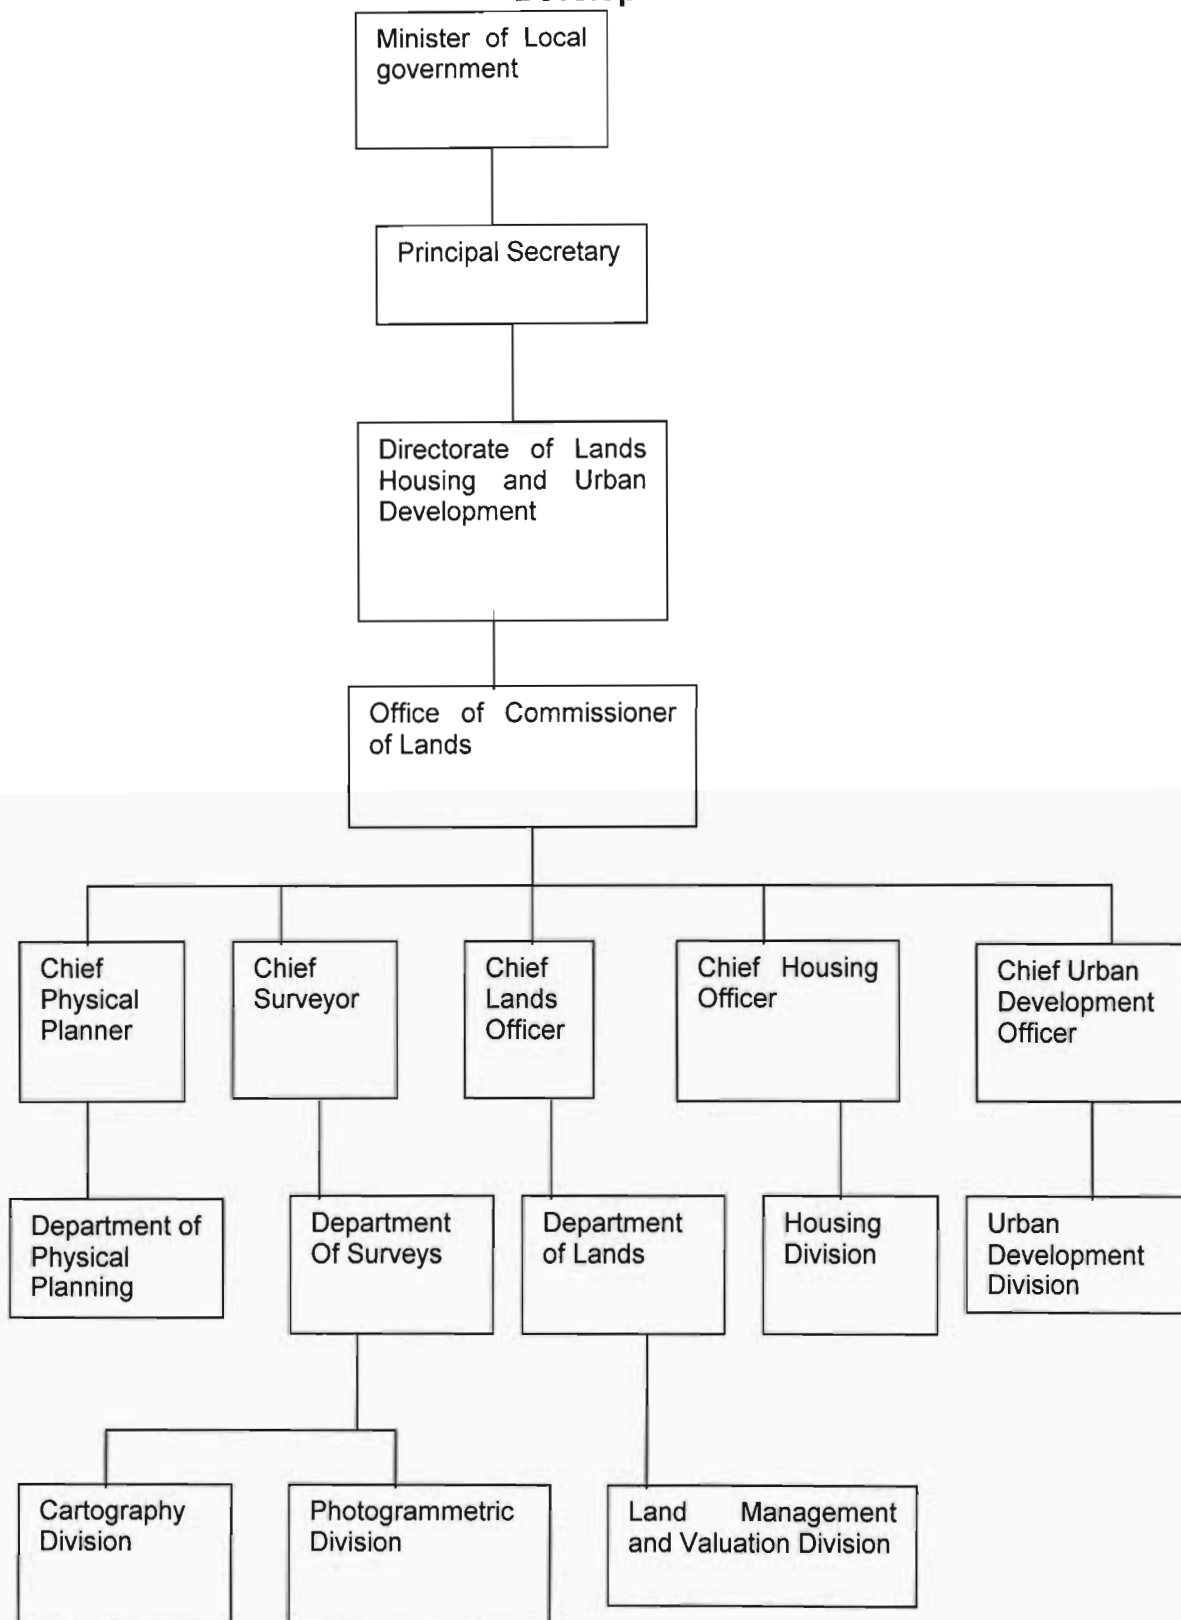 Minister of Local
government
Principal Secretary
Directorate of Lands
Housing and Urban
Development
Office of Commissioner
of Lands
Chief
Physical
Planner
Chief
Surveyor
Chief
Lands
Officer
Chief Housing
Officer
Chief Urban
Development
Officer
Department of
Physical
Planning
Department
Of Surveys
Department
of Lands
Housing
Division
Urban
Development
Division
Cartography
Division
Photogrammetric
Division
Land Management
and Valuation Division